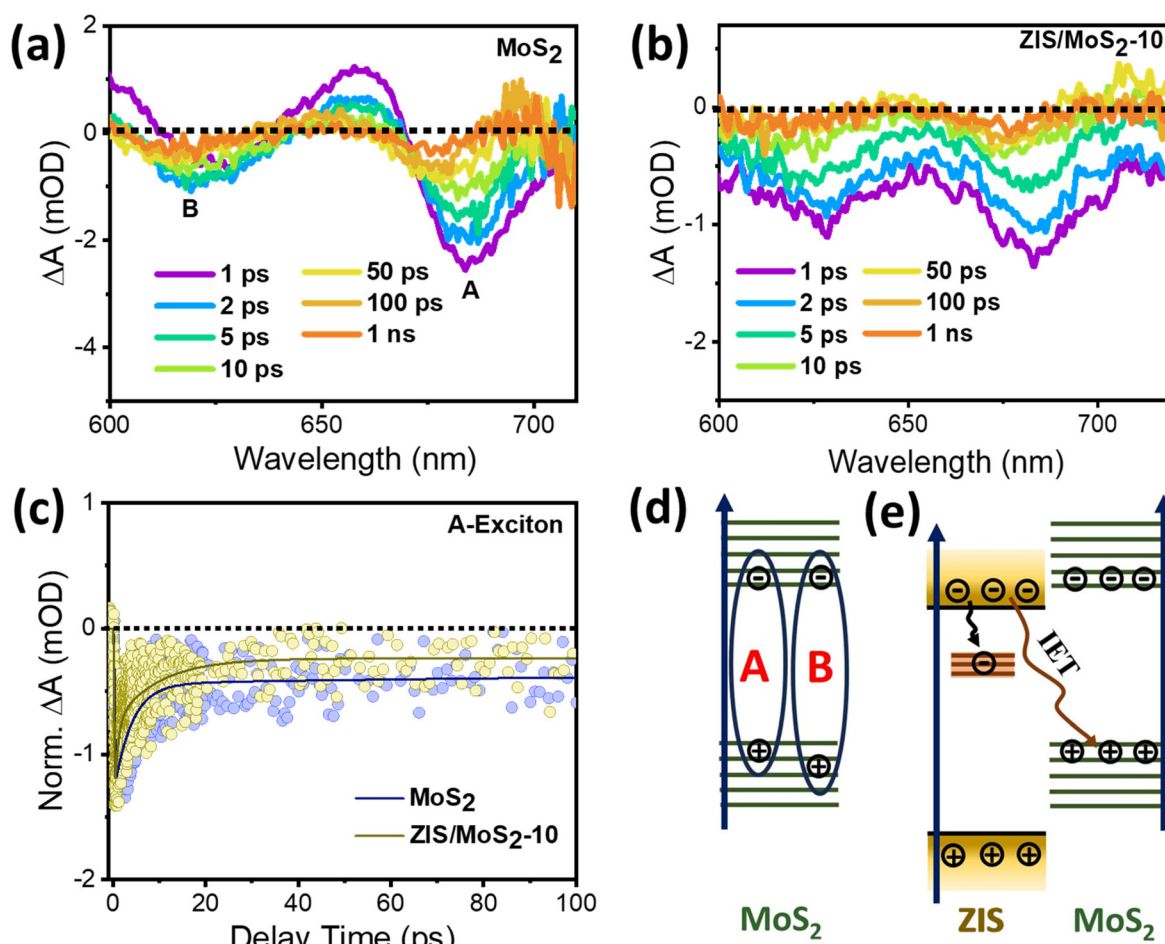 (a)
MoS2
ΔA (mOD)
2
0
-2
-4
B
A
1 ps
2 ps
5 ps
10 ps
50 ps
100 ps
1 ns
600
650
700
Wavelength (nm)
(b)
ZIS/MoS2-10
ΔA (mOD)
0
-1
-2
1 ps
2 ps
5 ps
10 ps
50 ps
100 ps
1 ns
600
650
700
Wavelength (nm)
(c)
A-Exciton
Norm. ΔA (mOD)
1
0
-1
-2
MoS2
ZIS/MoS2-10
0
20
40
60
80
100
Delay Time (ps)
(d)
A
B
MoS2
(e)
IET
ZIS
MoS2